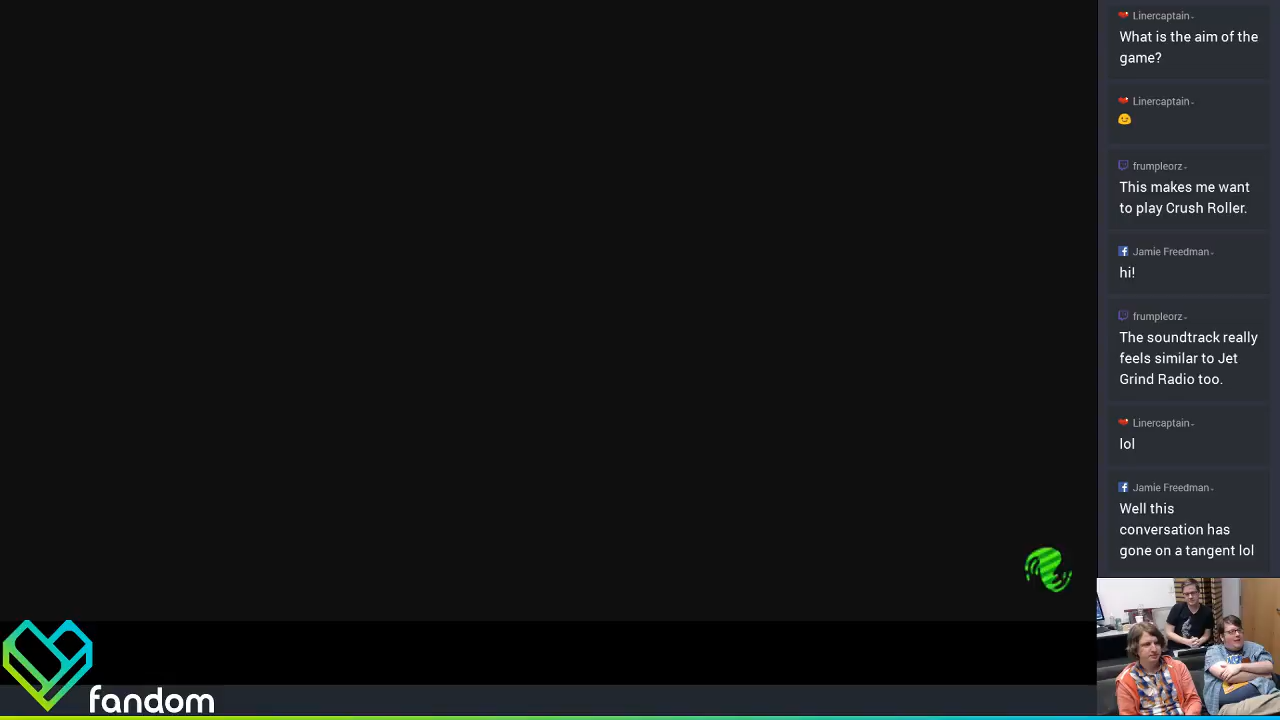 Linercaptain
What is the aim of the
game?
Linercaptain
frumpleorz
This makes me want
to play Crush Roller.
Jamie Freedman
hi!
frumpleorz
The soundtrack really
feels similar to Jet
Grind Radio too.
Linercaptain
lol
Jamie Freedman
Well this
conversation has
gone on a tangent lol
fandom